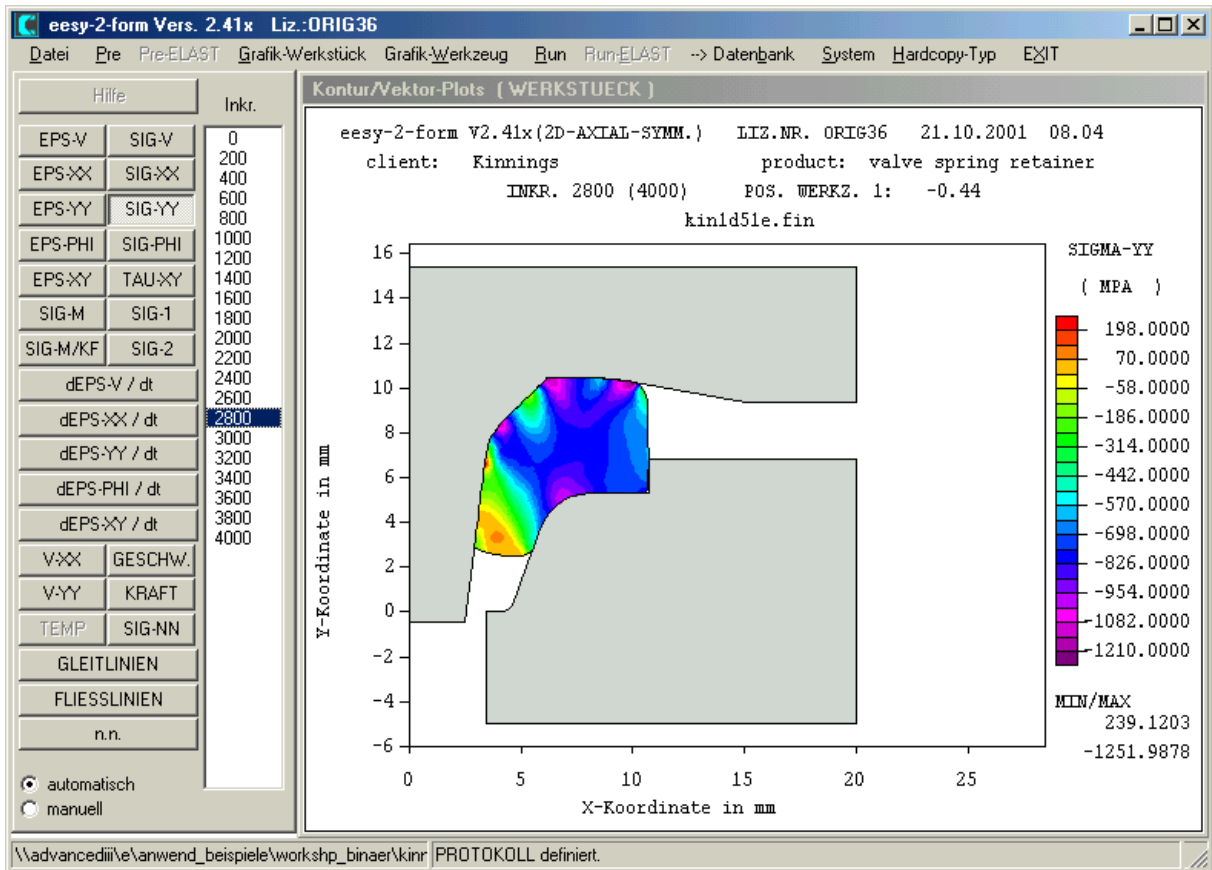 eesy-2-form Vers. 2.41x Liz.:ORIG36
Datei Pre Pre-ELAST Grafik-Werkstück Grafik-Werkzeug Run Run-ELAST --> Datenbank System Hardcopy-Typ EXIT
Hilfe
Inkr.
EPS-V SIG-V
EPS-XX SIG-XX
EPS-YY SIG-YY
EPS-PHI SIG-PHI
EPS-XY TAU-XY
SIG-M SIG-1
SIG-M/KF SIG-2
dEPS-V / dt
dEPS-XX / dt
dEPS-YY / dt
dEPS-PHI / dt
dEPS-XY / dt
V-XX GESCHW.
V-YY KRAFT
TEMP SIG-NN
GLEITLINIEN
FLIESSLINIEN
n.n.
automatisch
manuell
0
200
400
600
800
1000
1200
1400
1600
1800
2000
2200
2400
2600
2800
3000
3200
3400
3600
3800
4000
Kontur/Vektor-Plots ( WERKSTUECK )
eesy-2-form V2.41x(2D-AXIAL-SYMM.) LIZ.NR. ORIG36 21.10.2001 08.04
client: Kinnings product: valve spring retainer
INKR. 2800 (4000) POS. WERKZ. 1: -0.44
kin1d51e.fin
16
14
12
10
8
6
4
2
0
-2
-4
-6
Y-Koordinate in mm
0 5 10 15 20 25
X-Koordinate in mm
SIGMA-YY
( MPA )
198.0000
70.0000
-58.0000
-186.0000
-314.0000
-442.0000
-570.0000
-698.0000
-826.0000
-954.0000
-1082.0000
-1210.0000
MIN/MAX
239.1203
-1251.9878
\\advancediii\e\anwend_beispiele\workshp_binaer\kinr PROTOKOLL definiert.